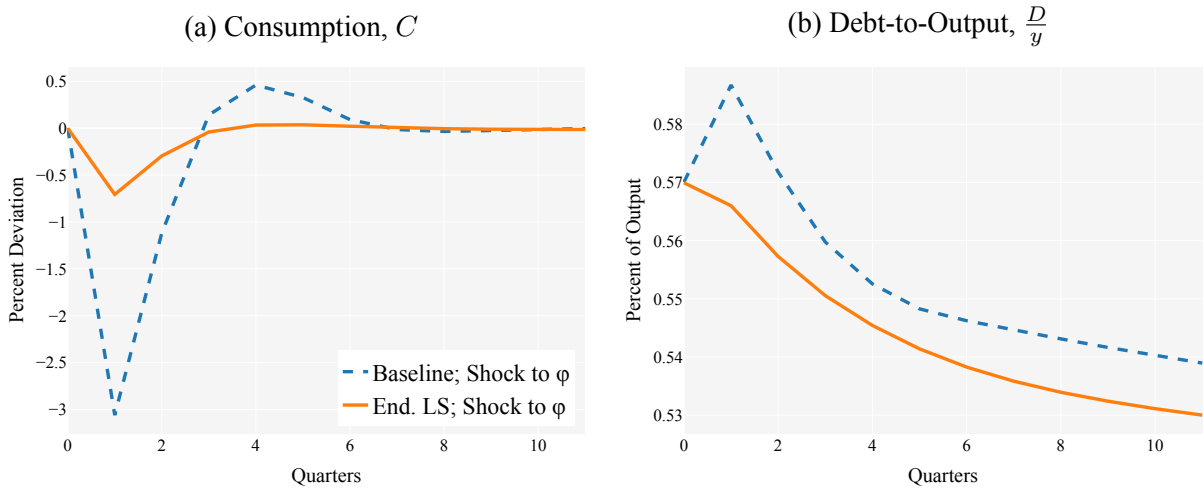 (a) Consumption, C
0.5
0
−0.5
−1
−1.5
−2
−2.5
−3
Percent Deviation
Baseline; Shock to φ
End. LS; Shock to φ
0 2 4 6 8 10
Quarters
(b) Debt-to-Output, D/y
0.58
0.57
0.56
0.55
0.54
0.53
Percent of Output
0 2 4 6 8 10
Quarters